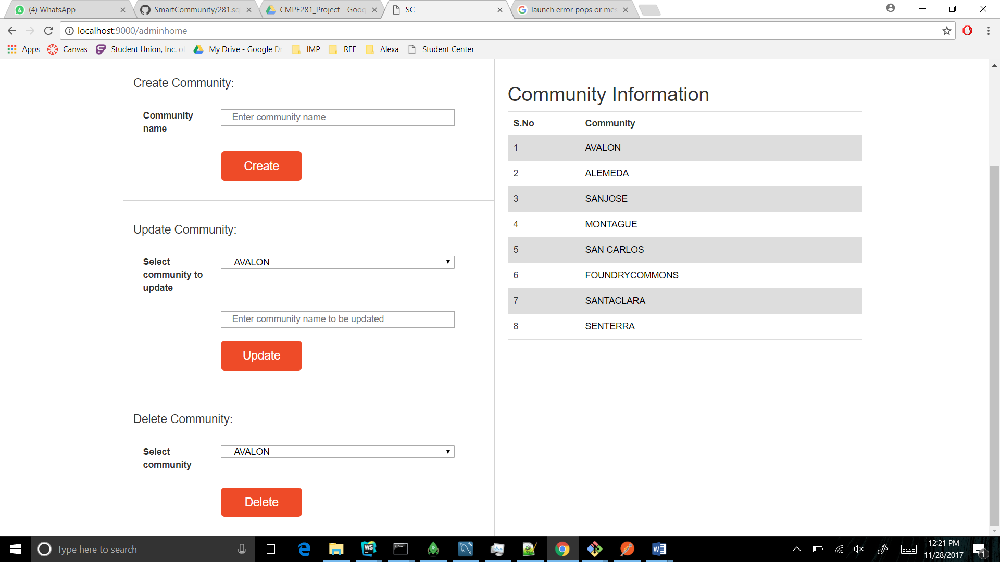 (4) WhatsApp
SmartCommunity/281.sq
CMPE281_Project - Goog
SC
launch error pops or mes
localhost:9000/adminhome
Apps
Canvas
Student Union, Inc. of
My Drive - Google Dr
IMP
REF
Alexa
Student Center
Create Community:
Community
name
Enter community name
Create
Update Community:
Select
community to
update
AVALON
Enter community name to be updated
Update
Delete Community:
Select
community
AVALON
Delete
Community Information
S.No Community
1 AVALON
2 ALEMEDA
3 SANJOSE
4 MONTAGUE
5 SAN CARLOS
6 FOUNDRYCOMMONS
7 SANTACLARA
8 SENTERRA
Type here to search
WS
12:21 PM
11/28/2017
1